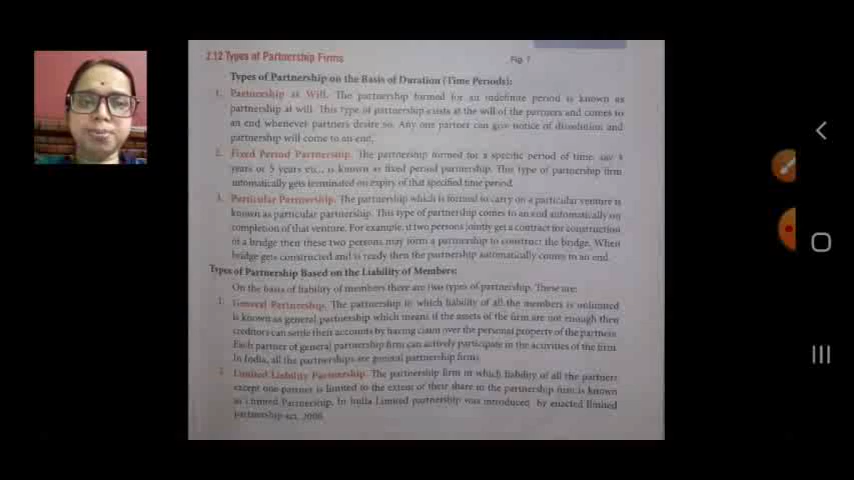 2.12 Types of Partnership Firms
Fig. ?
Types of Partnership on the Basis of Duration (Time Periods):
1. Partnership at Will. The partnership formed for an indefinite period is known as
partnership at will. This type of partnership exists at the will of the partners and comes to
an end whenever partners desire so. Any one partner can give notice of dissolution and
partnership will come to an end.
2. Fixed Period Partnership. The partnership formed for a specific period of time, say
years or 5 years etc., is known as fixed period partnership. This type of partnership firm
automatically gets terminated on expiry of that specified time period.
3. Particular Partnership. The partnership which is formed to carry on a particular venture is
known as particular partnership. This type of partnership comes to an end automatically on
completion of that venture. For example, if two persons jointly get a contract for construction
of a bridge then these two persons may form a partnership to construct the bridge. When
bridge gets constructed and is ready then the partnership automatically comes to an end.
Types of Partnership Based on the Liability of Members:
On the basis of liability of members there are two types of partnership. These are:
1. General Partnership. The partnership in which liability of all the members is unlimited
is known as general partnership which means if the assets of the firm are not enough then
creditors can settle their accounts by having claim over the personal property of the partners.
Each partner of general partnership firm can actively participate in the activities of the firm.
In India, all the partnerships are general partnership firms.
2. Limited Liability Partnership. The partnership firm in which liability of all the partners
except one partner is limited to the extent of their share in the partnership firm is known
as Limited Partnership. In India Limited partnership was introduced by enacted limited
partnership act,